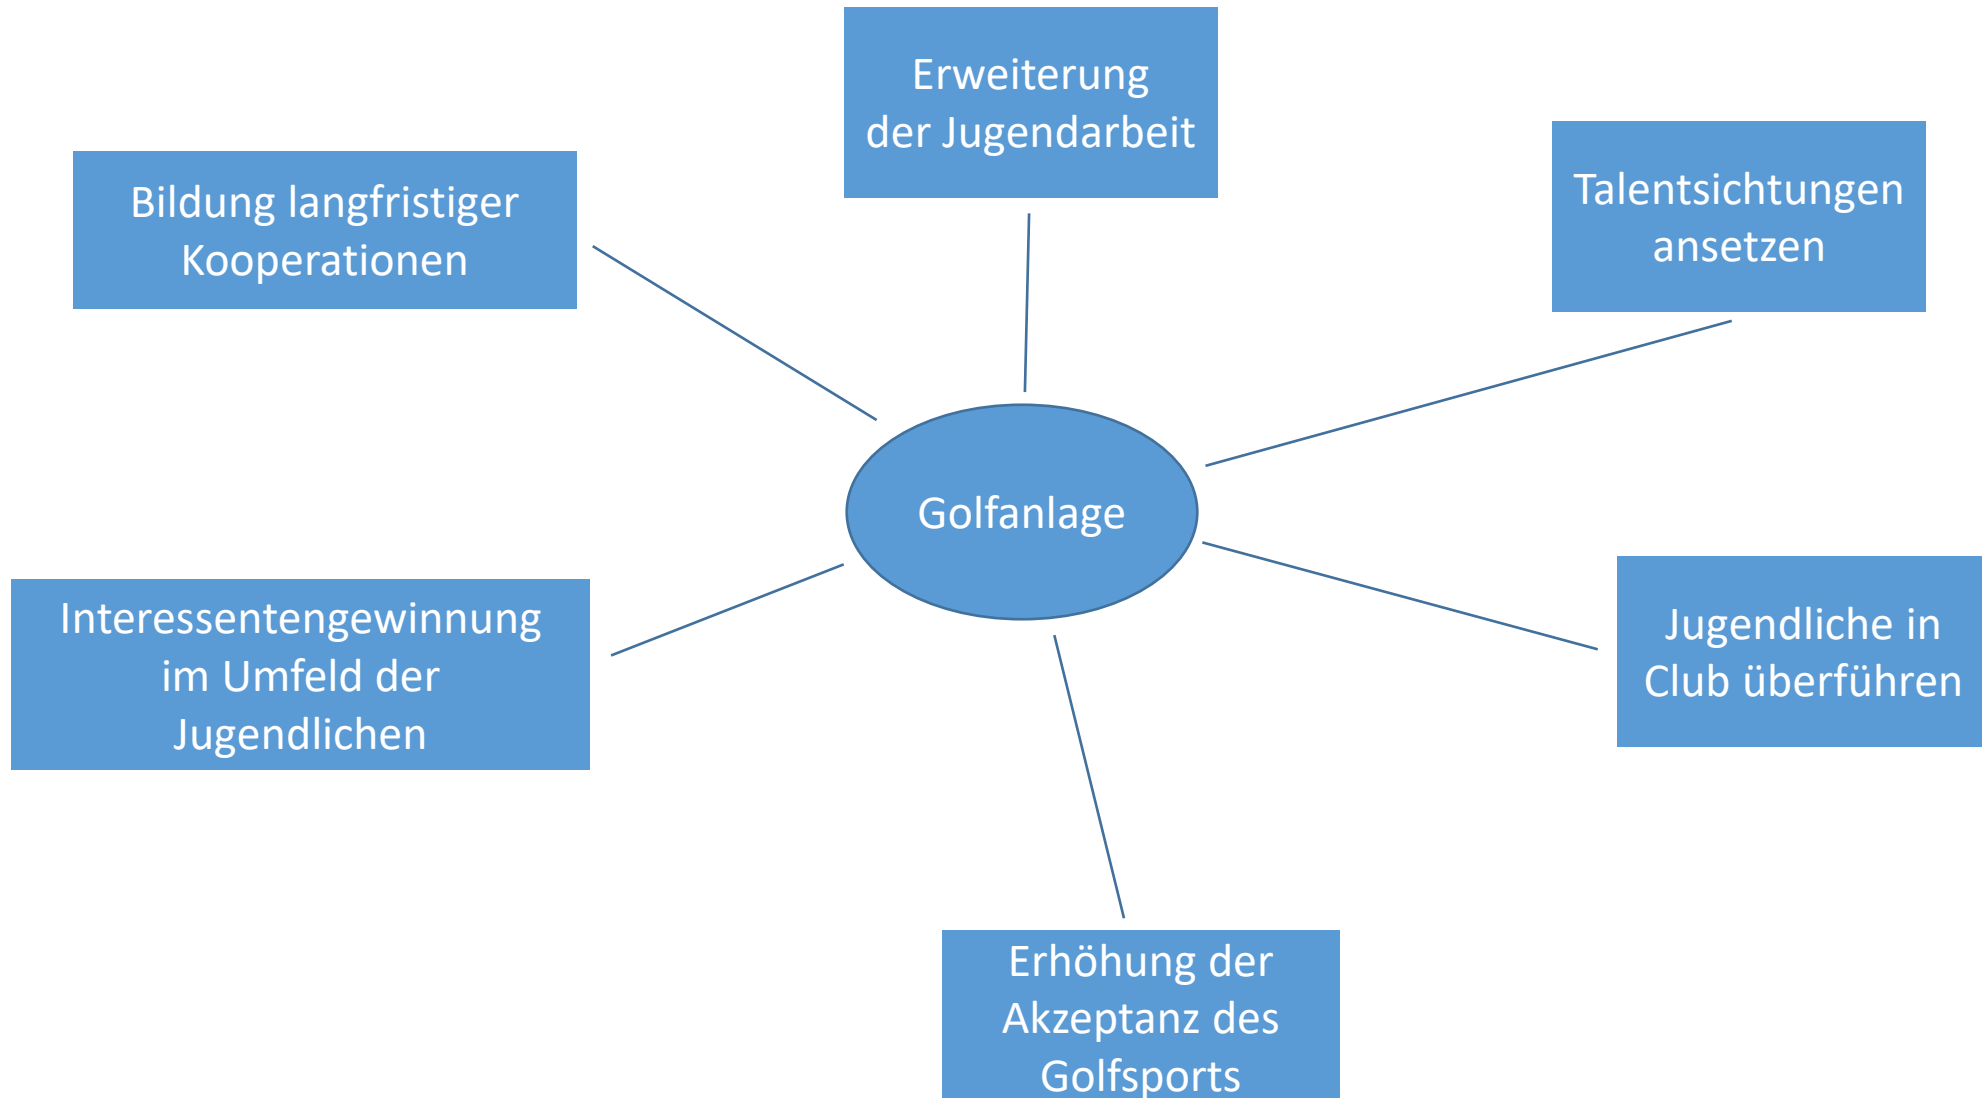 Erweiterung
der Jugendarbeit
Talentsichtungen
ansetzen
Bildung langfristiger
Kooperationen
Golfanlage
Interessentengewinnung
im Umfeld der
Jugendlichen
Jugendliche in
Club überführen
Erhöhung der
Akzeptanz des
Golfsports